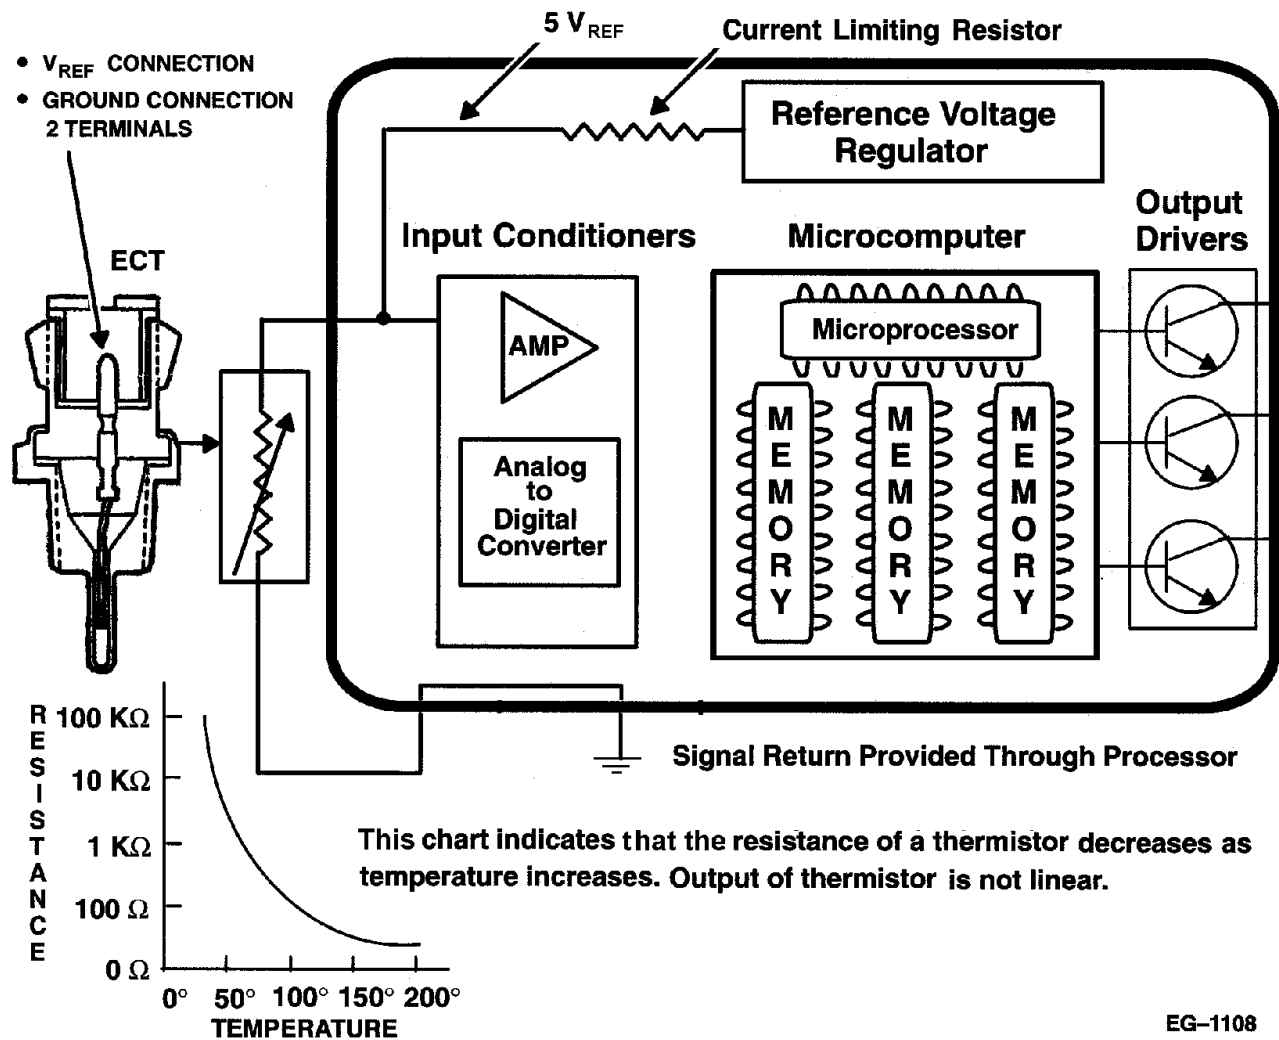 5 VREF
Current Limiting Resistor
• VREF CONNECTION
• GROUND CONNECTION
2 TERMINALS
Reference Voltage
Regulator
Output
Drivers
Input Conditioners
Microcomputer
ECT
AMP
Microprocessor
MEMORY
MEMORY
MEMORY
Analog
to
Digital
Converter
RESISTANCE
100 KΩ
10 KΩ
1 KΩ
100 Ω
0 Ω
0° 50° 100° 150° 200°
TEMPERATURE
Signal Return Provided Through Processor
This chart indicates that the resistance of a thermistor decreases as
temperature increases. Output of thermistor is not linear.
EG–1108